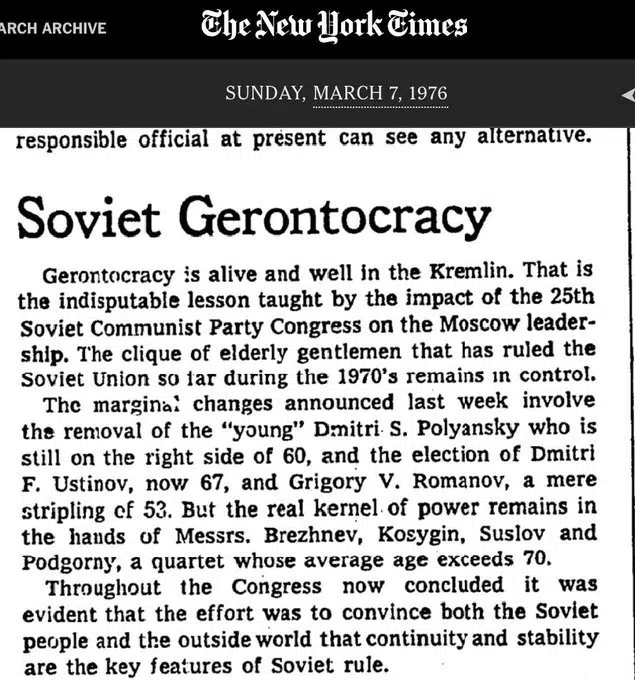 ARCH ARCHIVE
The New York Times
SUNDAY, MARCH 7, 1976
responsible official at present can see any alternative.
Soviet Gerontocracy
Gerontocracy is alive and well in the Kremlin. That is
the indisputable lesson taught by the impact of the 25th
Soviet Communist Party Congress on the Moscow leader-
ship. The clique of elderly gentlemen that has ruled the
Soviet Union so far during the 1970's remains in control.
The marginal changes announced last week involve
the removal of the "young" Dmitri S. Polyansky who is
still on the right side of 60, and the election of Dmitri
F. Ustinov, now 67, and Grigory V. Romanov, a mere
stripling of 53. But the real kernel of power remains in
the hands of Messrs. Brezhnev, Kosygin, Suslov and
Podgorny, a quartet whose average age exceeds 70.
Throughout the Congress now concluded it was
evident that the effort was to convince both the Soviet
people and the outside world that continuity and stability
are the key features of Soviet rule.